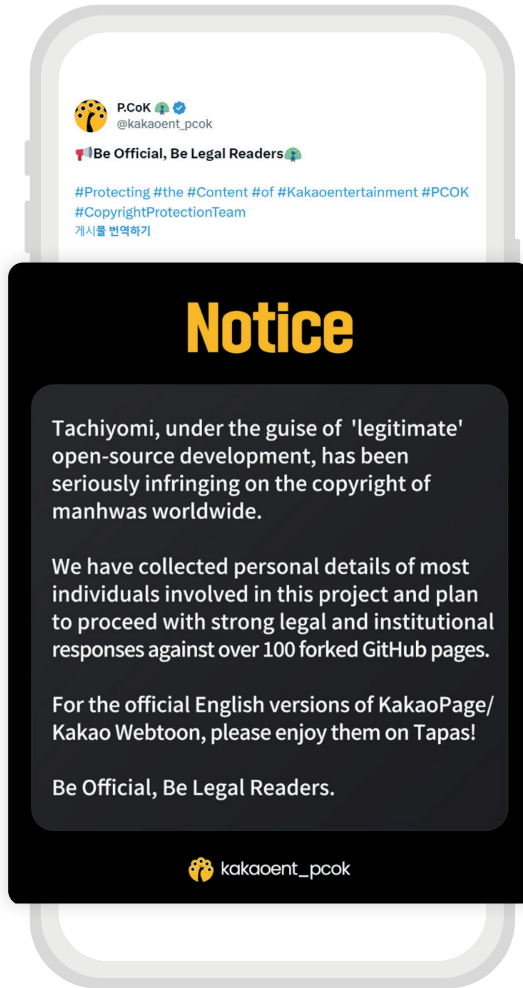 P.CoK
@kakaoent_pcok
Be Official, Be Legal Readers
#Protecting #the #Content #of #Kakaoentertainment #PCOK
#CopyrightProtectionTeam
게시물 번역하기
Notice
Tachiyomi, under the guise of 'legitimate'
open-source development, has been
seriously infringing on the copyright of
manhwas worldwide.
We have collected personal details of most
individuals involved in this project and plan
to proceed with strong legal and institutional
responses against over 100 forked GitHub pages.
For the official English versions of KakaoPage/
Kakao Webtoon, please enjoy them on Tapas!
Be Official, Be Legal Readers.
kakaoent_pcok